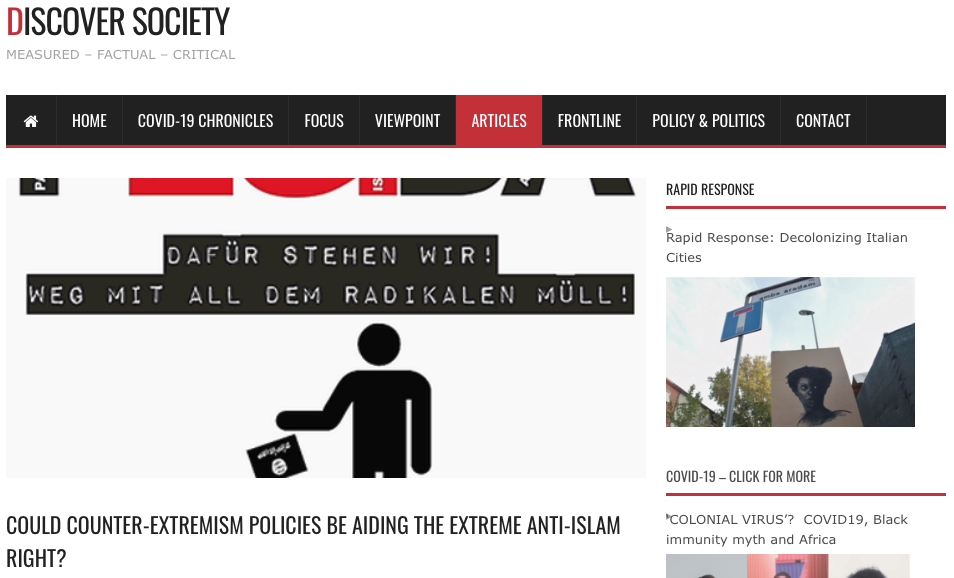 DISCOVER SOCIETY
MEASURED – FACTUAL – CRITICAL
HOME COVID-19 CHRONICLES FOCUS VIEWPOINT ARTICLES FRONTLINE POLICY & POLITICS CONTACT
DAFÜR STEHEN WIR!
WEG MIT ALL DEM RADIKALEN MÜLL!
COULD COUNTER-EXTREMISM POLICIES BE AIDING THE EXTREME ANTI-ISLAM
RIGHT?
RAPID RESPONSE
Rapid Response: Decolonizing Italian
Cities
amba aradam
COVID-19 – CLICK FOR MORE
'COLONIAL VIRUS'? COVID19, Black
immunity myth and Africa